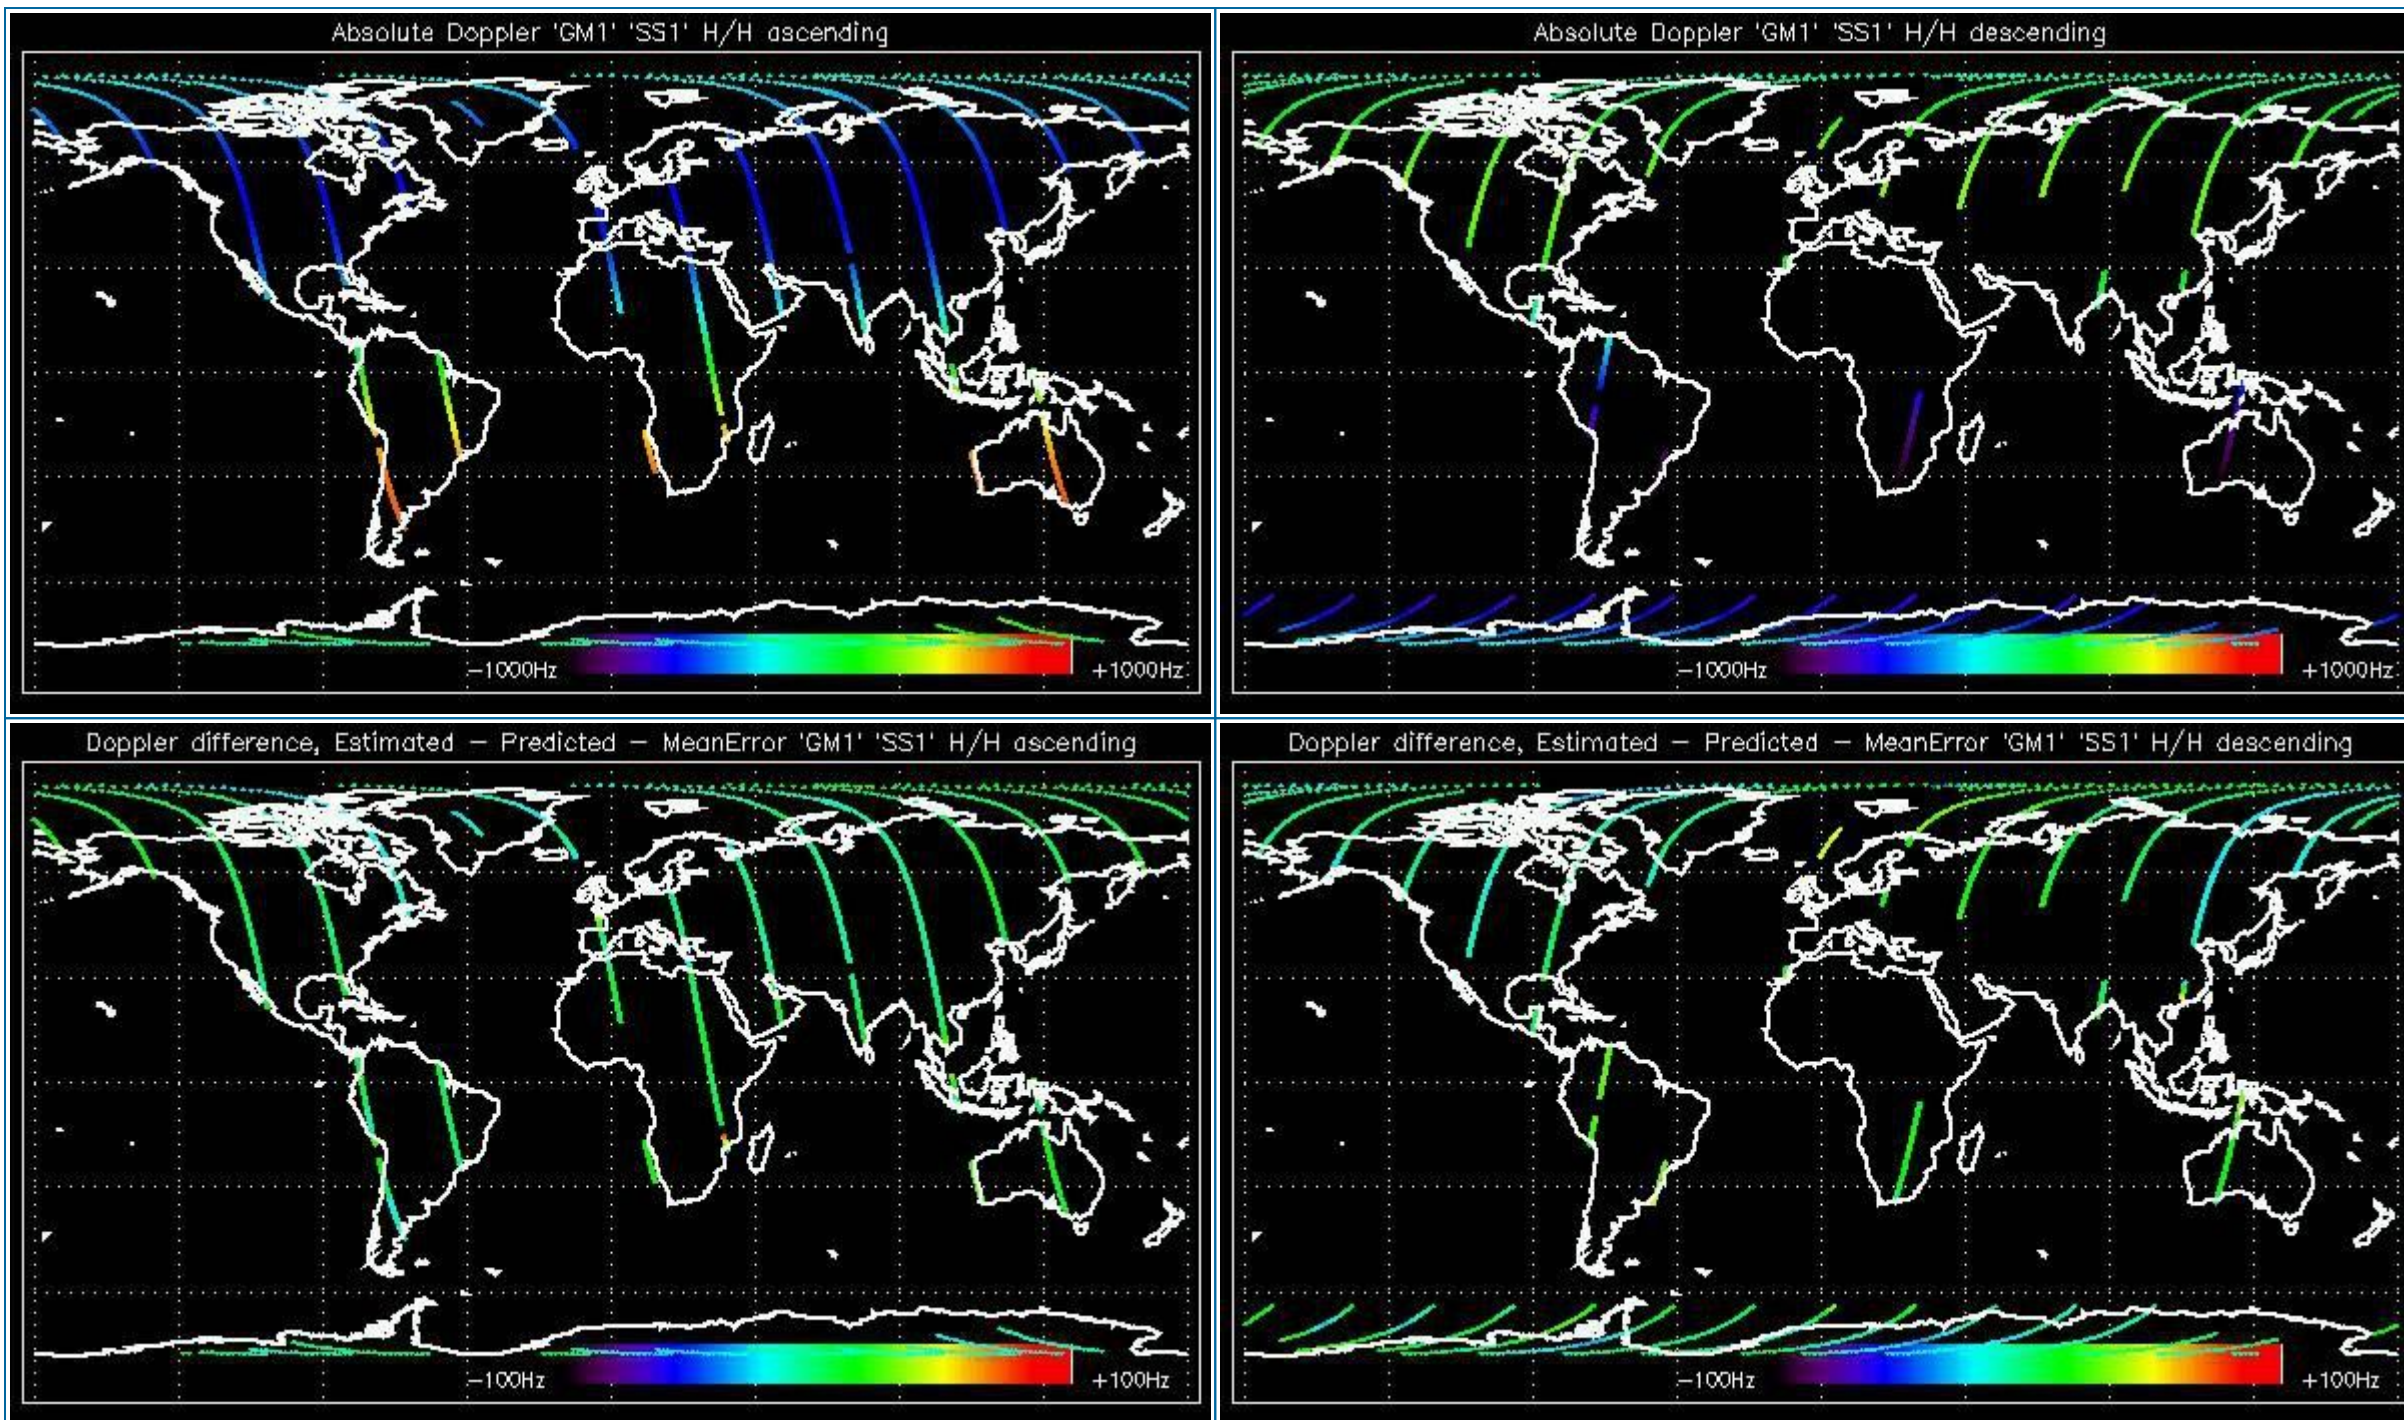 Absolute Doppler 'GM1' 'SS1' H/H ascending
−1000Hz
+1000Hz
Absolute Doppler 'GM1' 'SS1' H/H descending
−1000Hz
+1000Hz
Doppler difference, Estimated − Predicted − MeanError 'GM1' 'SS1' H/H ascending
−100Hz
+100Hz
Doppler difference, Estimated − Predicted − MeanError 'GM1' 'SS1' H/H descending
−100Hz
+100Hz